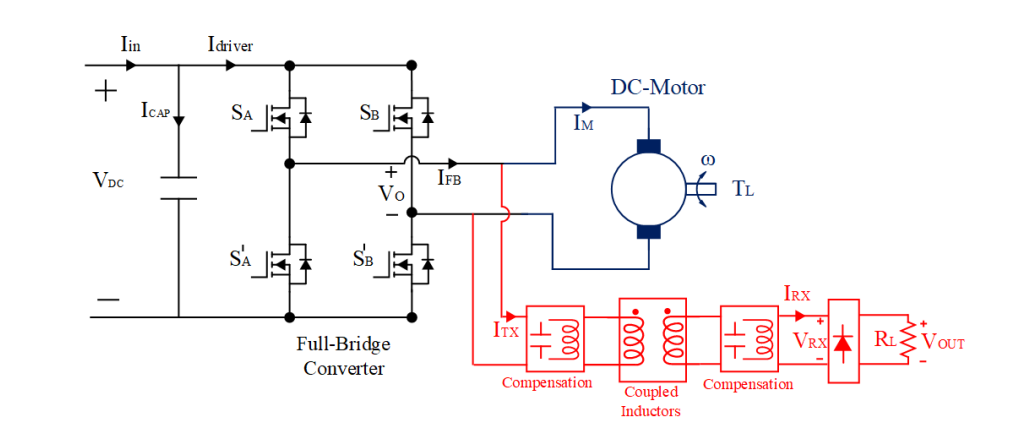 Iin
Idriver
DC-Motor
+
ICAP
SA
SB
IM
ω
VDC
+
IFB
TL
VO
−
S'A
S'B
−
IRX
ITX
+
VRX
−
RL
+
VOUT
−
Full-Bridge
Converter
Compensation
Coupled
Inductors
Compensation